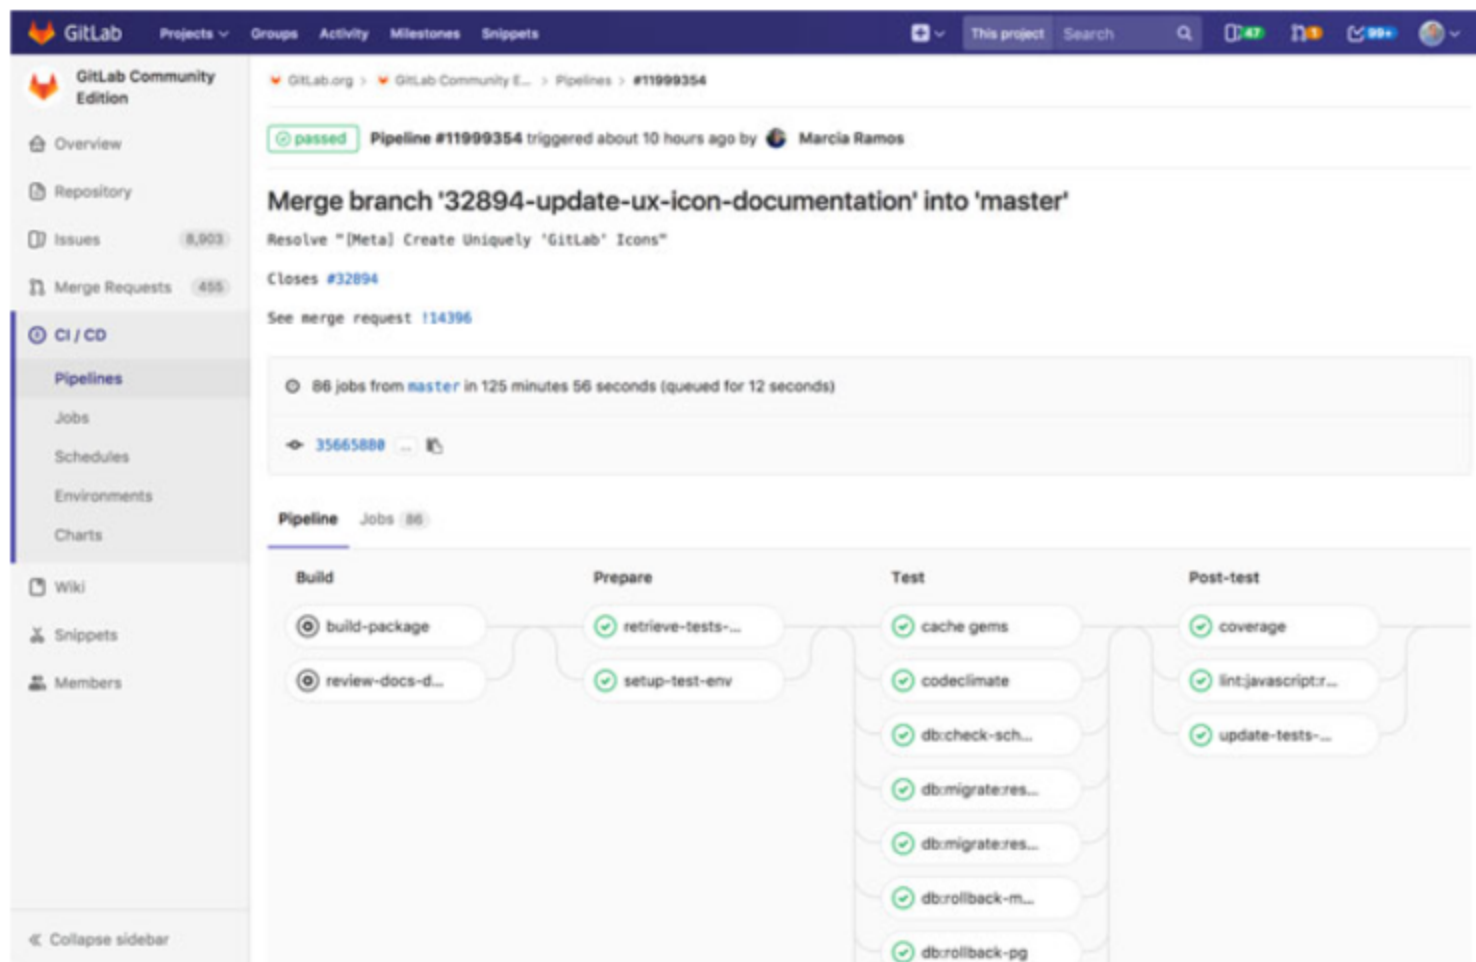 GitLab Projects Groups Activity Milestones Snippets This project Search 47 1 99+
GitLab Community
Edition
Overview
Repository
Issues 8,903
Merge Requests 455
CI / CD
Pipelines
Jobs
Schedules
Environments
Charts
Wiki
Snippets
Members
« Collapse sidebar
GitLab.org > GitLab Community E... > Pipelines > #11999354
passed Pipeline #11999354 triggered about 10 hours ago by Marcia Ramos
Merge branch '32894-update-ux-icon-documentation' into 'master'
Resolve "[Meta] Create Uniquely 'GitLab' Icons"
Closes #32894
See merge request !14396
86 jobs from master in 125 minutes 56 seconds (queued for 12 seconds)
35665880 ...
Pipeline Jobs 86
Build Prepare Test Post-test
build-package retrieve-tests-... cache gems coverage
review-docs-d... setup-test-env codeclimate lint:javascript:r...
db:check-sch... update-tests-...
db:migrate:res...
db:migrate:res...
db:rollback-m...
db:rollback-pg